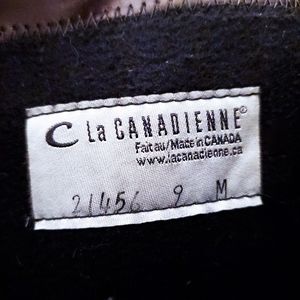 C La CANADIENNE®
Fait au/Made in CANADA
www.lacanadienne.ca
21456 9 M